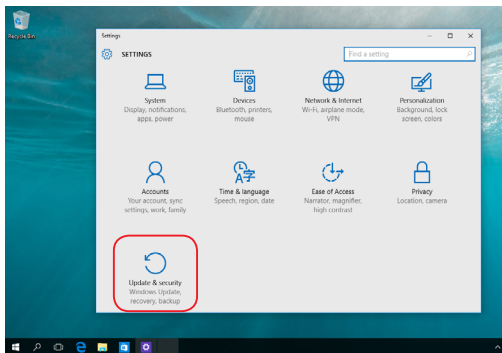 Recycle Bin
Settings
SETTINGS
Find a setting
System
Display, notifications,
apps, power
Devices
Bluetooth, printers,
mouse
Network & Internet
Wi-Fi, airplane mode,
VPN
Personalization
Background, lock
screen, colors
Accounts
Your account, sync
settings, work, family
Time & language
Speech, region, date
Ease of Access
Narrator, magnifier,
high contrast
Privacy
Location, camera
Update & security
Windows Update,
recovery, backup